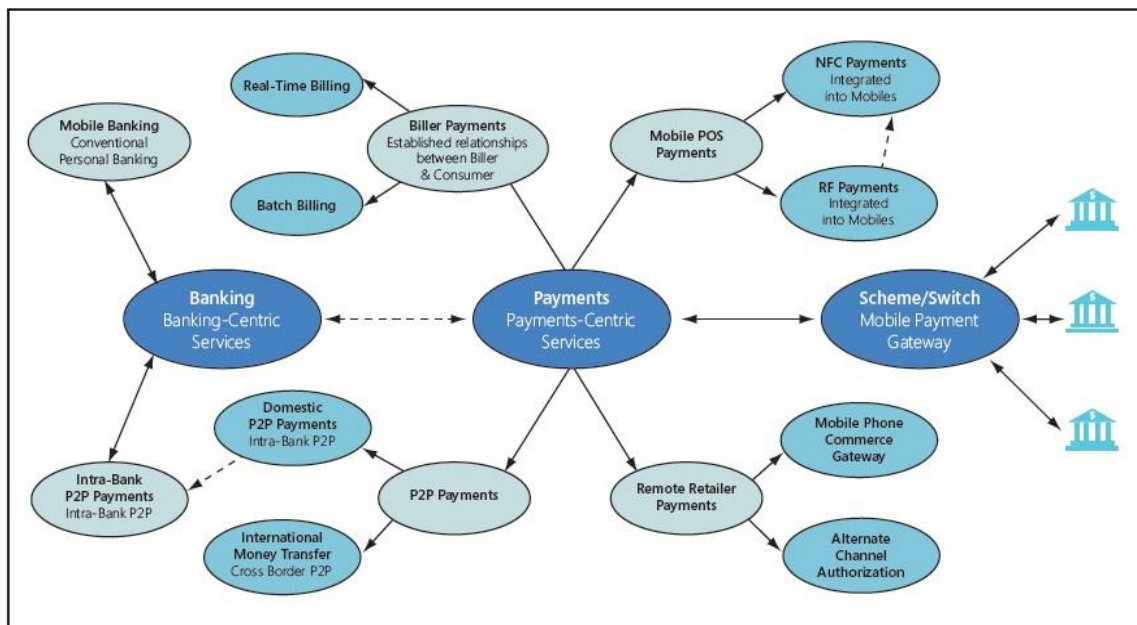 Real-Time Billing
Mobile Banking
Conventional
Personal Banking
Biller Payments
Established relationships
between Biller
& Consumer
Batch Billing
Mobile POS
Payments
NFC Payments
Integrated
into Mobiles
RF Payments
Integrated
into Mobiles
Banking
Banking-Centric
Services
Payments
Payments-Centric
Services
Scheme/Switch
Mobile Payment
Gateway
$
$
$
Domestic
P2P Payments
Intra-Bank P2P
Intra-Bank
P2P Payments
Intra-Bank P2P
P2P Payments
International
Money Transfer
Cross Border P2P
Remote Retailer
Payments
Mobile Phone
Commerce
Gateway
Alternate
Channel
Authorization